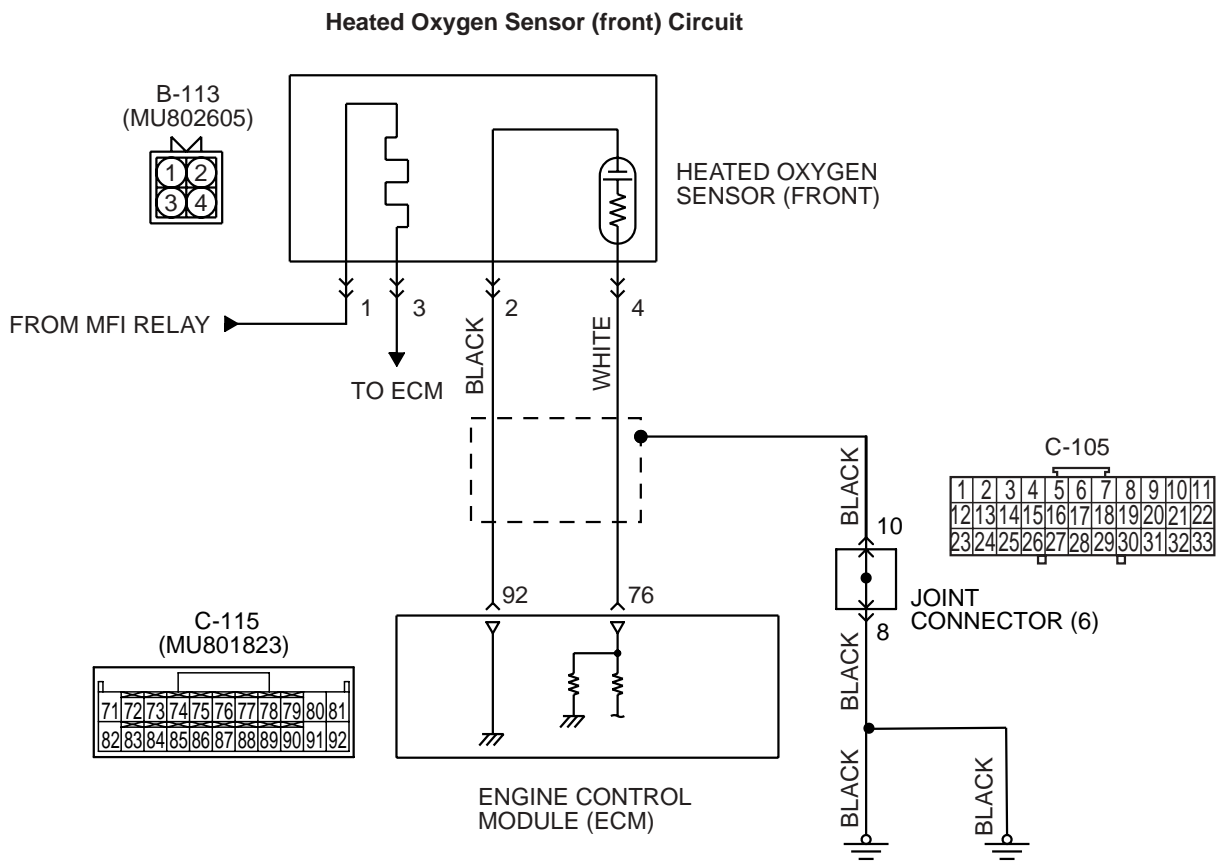 Heated Oxygen Sensor (front) Circuit
B-113
(MU802605)
1 2
3 4
HEATED OXYGEN
SENSOR (FRONT)
1 3 2 4
FROM MFI RELAY
TO ECM
BLACK
WHITE
BLACK
C-105
1 2 3 4 5 6 7 8 9 10 11
12 13 14 15 16 17 18 19 20 21 22
23 24 25 26 27 28 29 30 31 32 33
10
JOINT
CONNECTOR (6)
8
92 76
C-115
(MU801823)
71 72 73 74 75 76 77 78 79 80 81
82 83 84 85 86 87 88 89 90 91 92
BLACK
ENGINE CONTROL
MODULE (ECM)
BLACK
BLACK